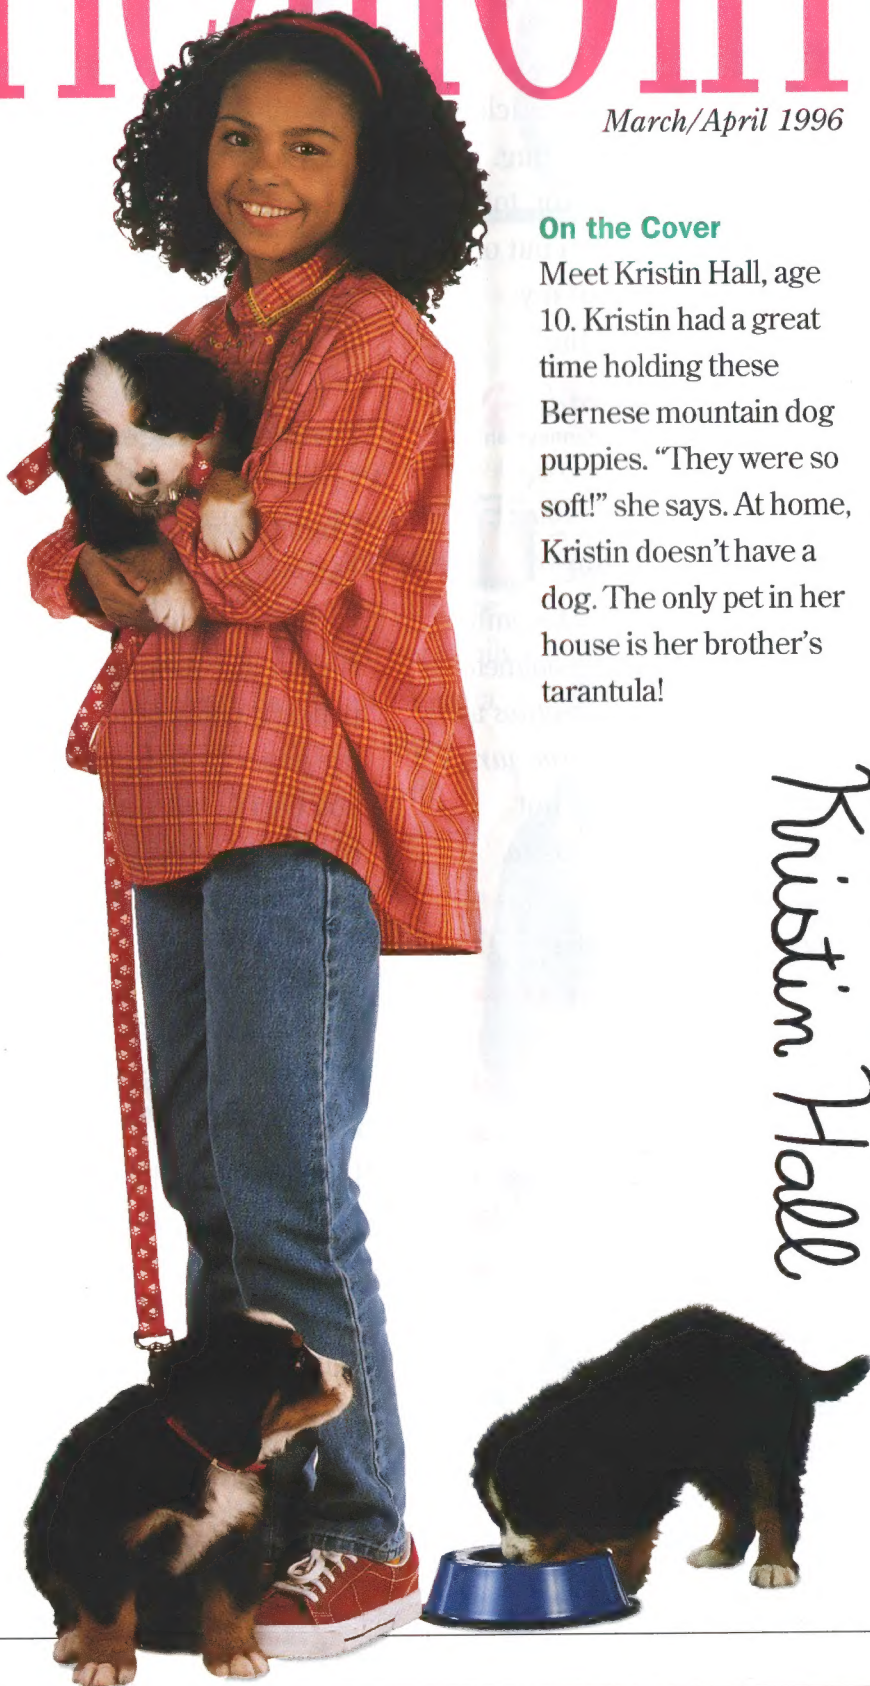 March/April 1996
On the Cover
Meet Kristin Hall, age
10. Kristin had a great
time holding these
Bernese mountain dog
puppies. “They were so
soft!” she says. At home,
Kristin doesn't have a
dog. The only pet in her
house is her brother's
tarantula!
Kristin Hall